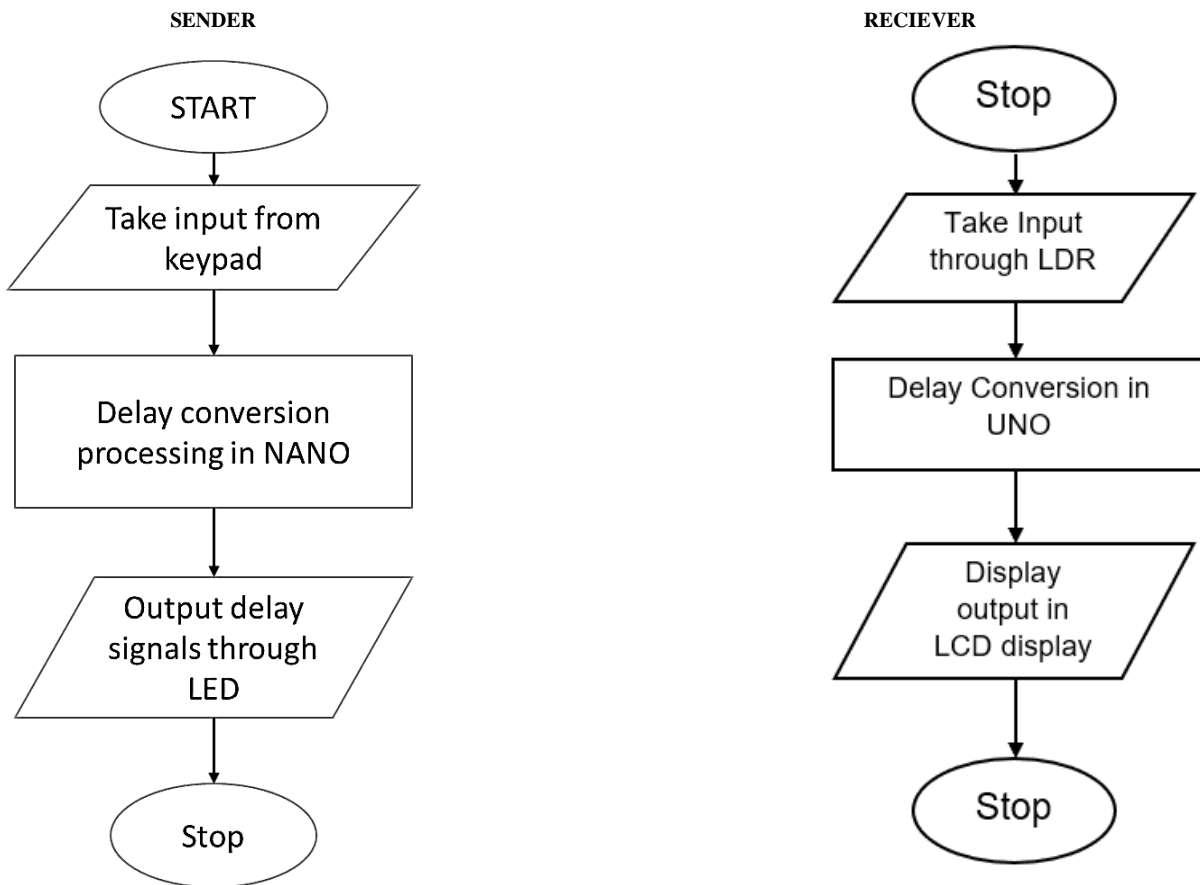 SENDER
START
Take input from
keypad
Delay conversion
processing in NANO
Output delay
signals through
LED
Stop
RECIEVER
Stop
Take Input
through LDR
Delay Conversion in
UNO
Display
output in
LCD display
Stop